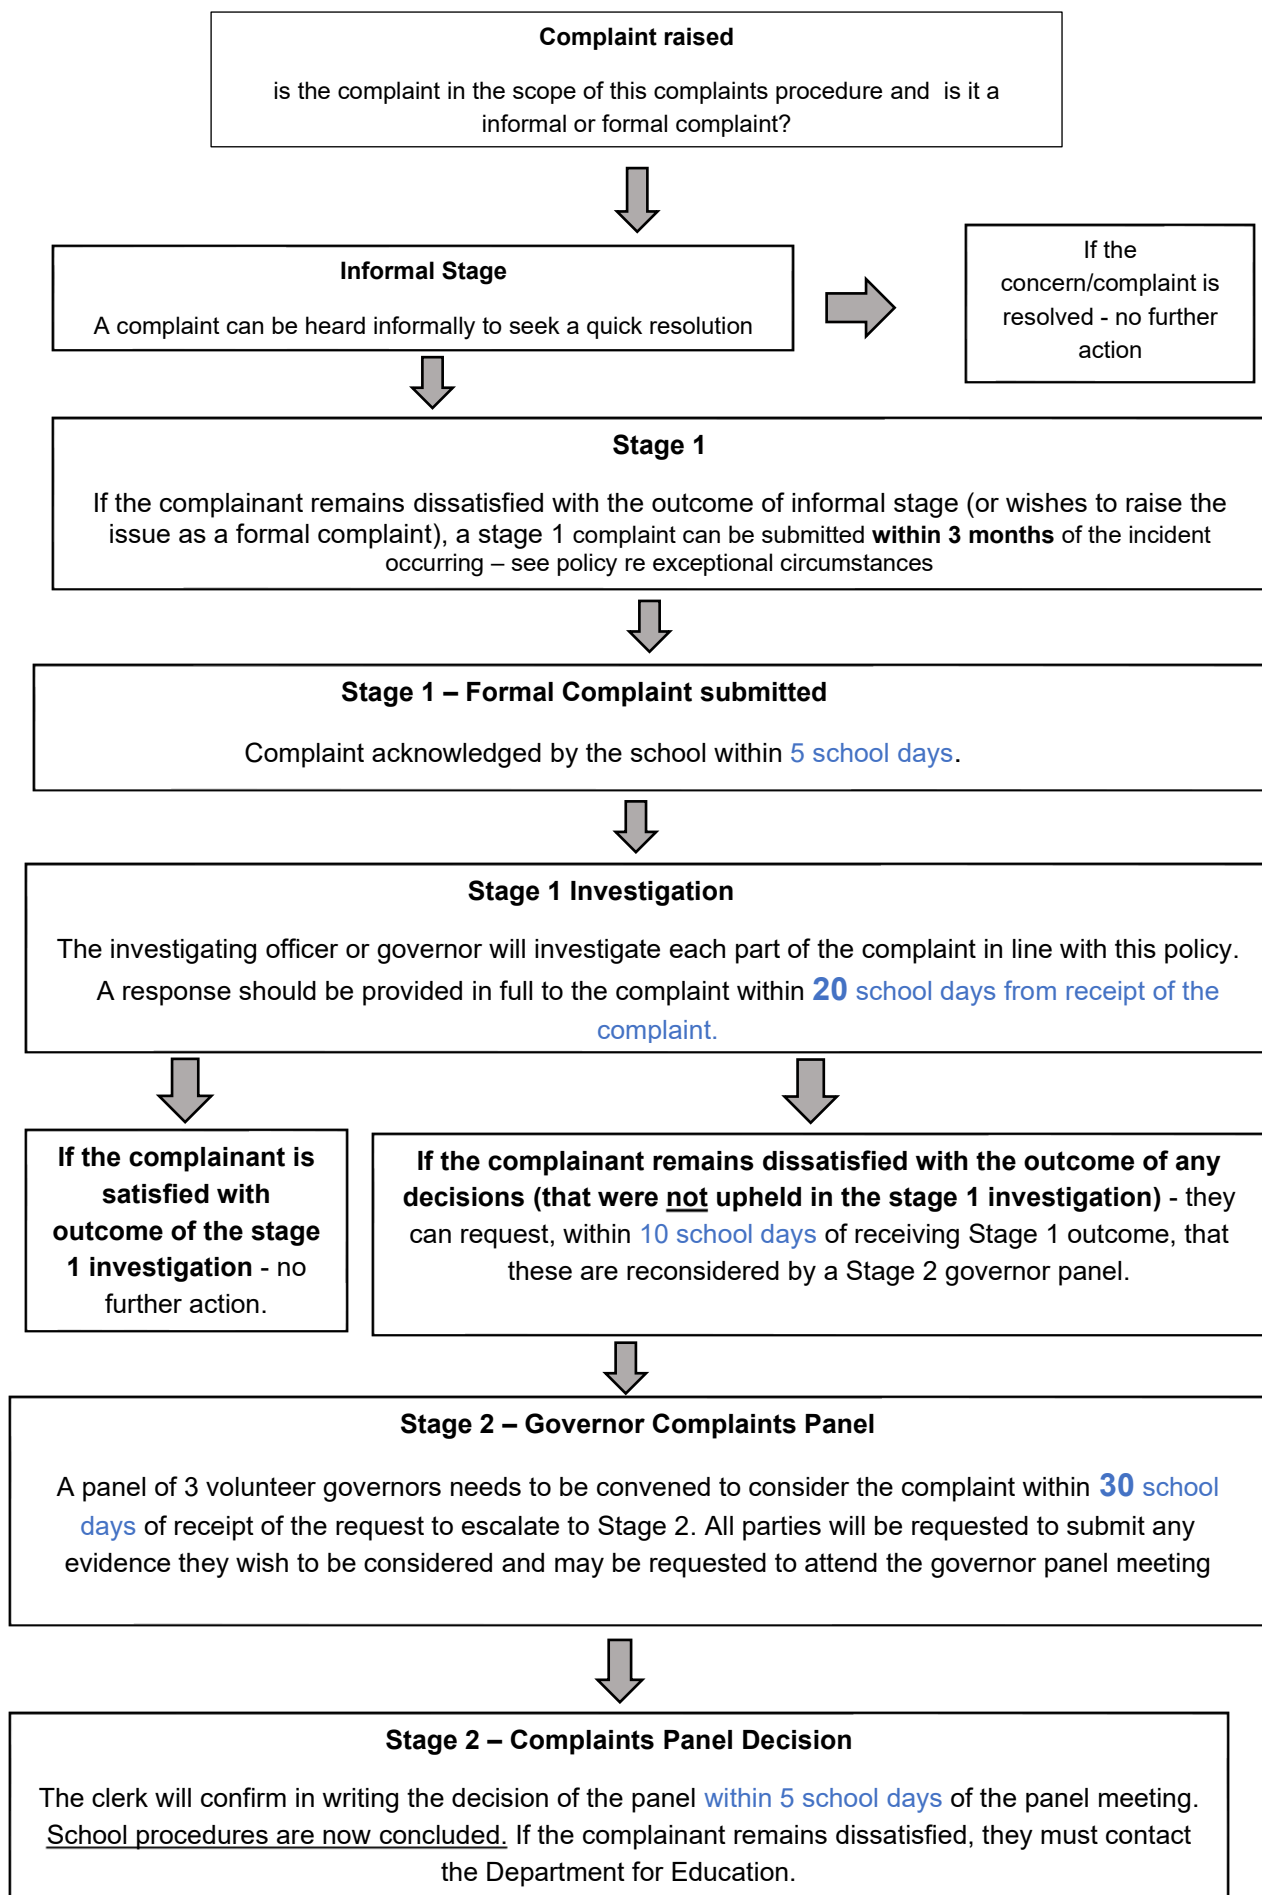 Complaint raised
is the complaint in the scope of this complaints procedure and  is it a
informal or formal complaint?
Informal Stage
A complaint can be heard informally to seek a quick resolution
If the
concern/complaint is
resolved - no further
action
Stage 1
If the complainant remains dissatisfied with the outcome of informal stage (or wishes to raise the
issue as a formal complaint), a stage 1 complaint can be submitted within 3 months of the incident
occurring – see policy re exceptional circumstances
Stage 1 – Formal Complaint submitted
Complaint acknowledged by the school within 5 school days.
Stage 1 Investigation
The investigating officer or governor will investigate each part of the complaint in line with this policy.
A response should be provided in full to the complaint within 20 school days from receipt of the
complaint.
If the complainant is
satisfied with
outcome of the stage
1 investigation - no
further action.
If the complainant remains dissatisfied with the outcome of any
decisions (that were not upheld in the stage 1 investigation) - they
can request, within 10 school days of receiving Stage 1 outcome, that
these are reconsidered by a Stage 2 governor panel.
Stage 2 – Governor Complaints Panel
A panel of 3 volunteer governors needs to be convened to consider the complaint within 30 school
days of receipt of the request to escalate to Stage 2. All parties will be requested to submit any
evidence they wish to be considered and may be requested to attend the governor panel meeting
Stage 2 – Complaints Panel Decision
The clerk will confirm in writing the decision of the panel within 5 school days of the panel meeting.
School procedures are now concluded. If the complainant remains dissatisfied, they must contact
the Department for Education.